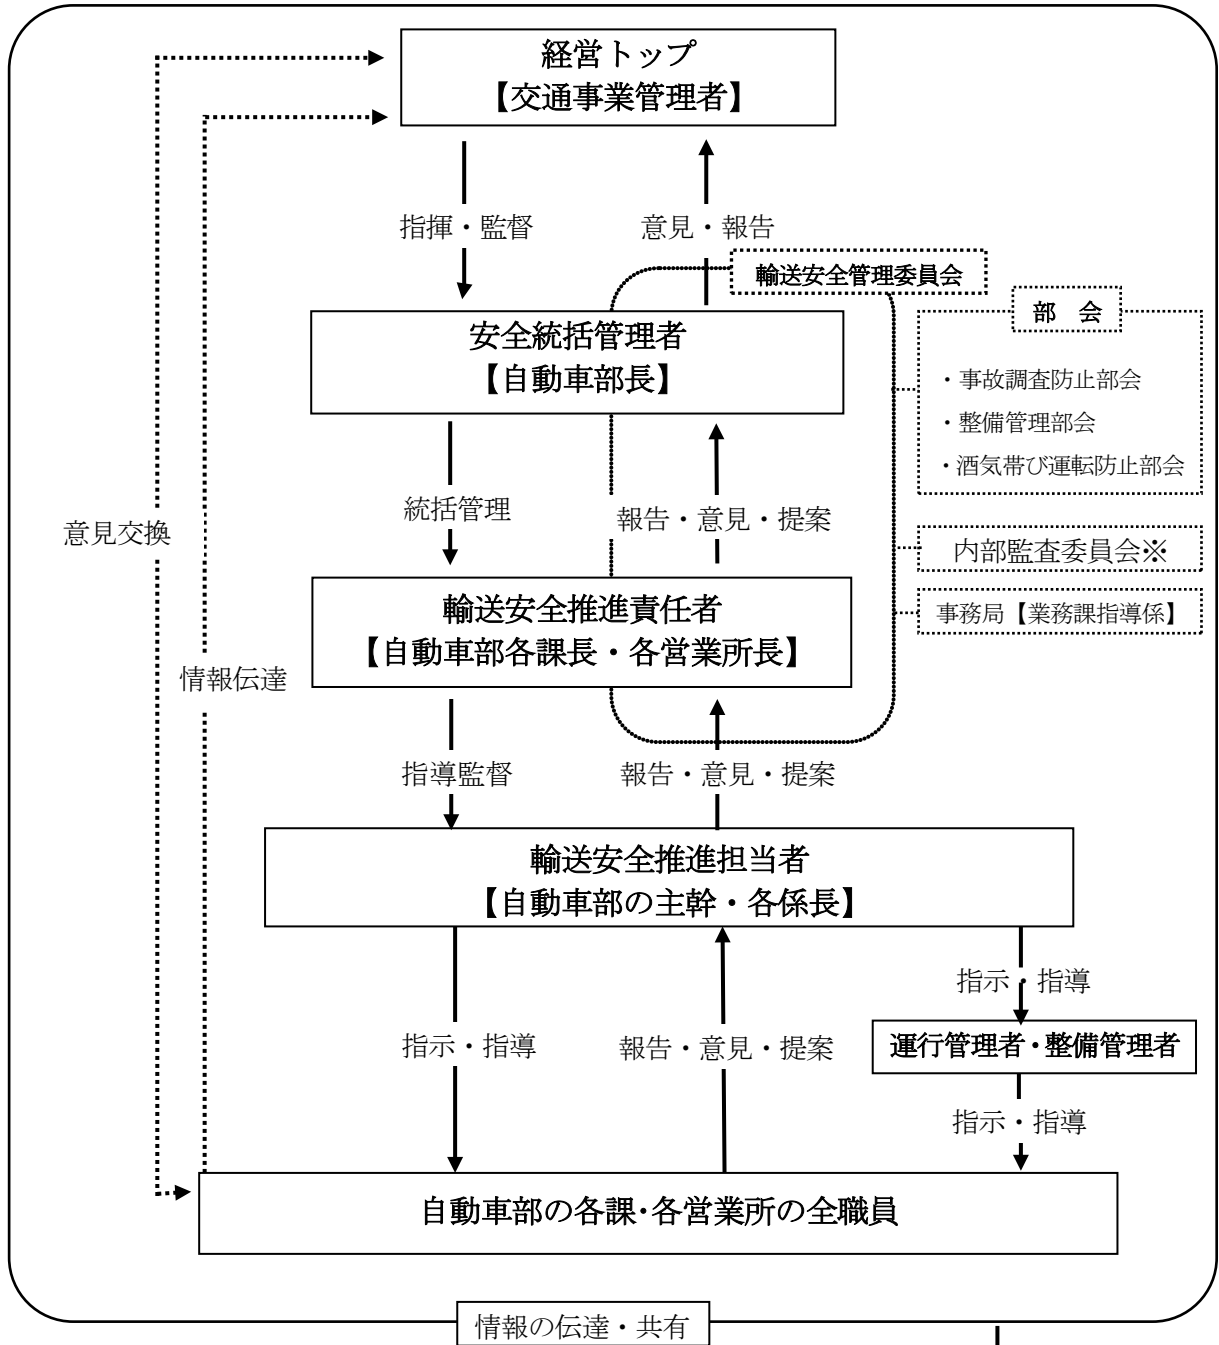 経営トップ
【交通事業管理者】
指揮・監督
意見・報告
輸送安全管理委員会
部　会
安全統括管理者
【自動車部長】
・事故調査防止部会
・整備管理部会
・酒気帯び運転防止部会
統括管理
報告・意見・提案
意見交換
内部監査委員会※
輸送安全推進責任者
【自動車部各課長・各営業所長】
事務局【業務課指導係】
情報伝達
指導監督
報告・意見・提案
輸送安全推進担当者
【自動車部の主幹・各係長】
指示・指導
指示・指導
報告・意見・提案
運行管理者・整備管理者
指示・指導
自動車部の各課・各営業所の全職員
情報の伝達・共有